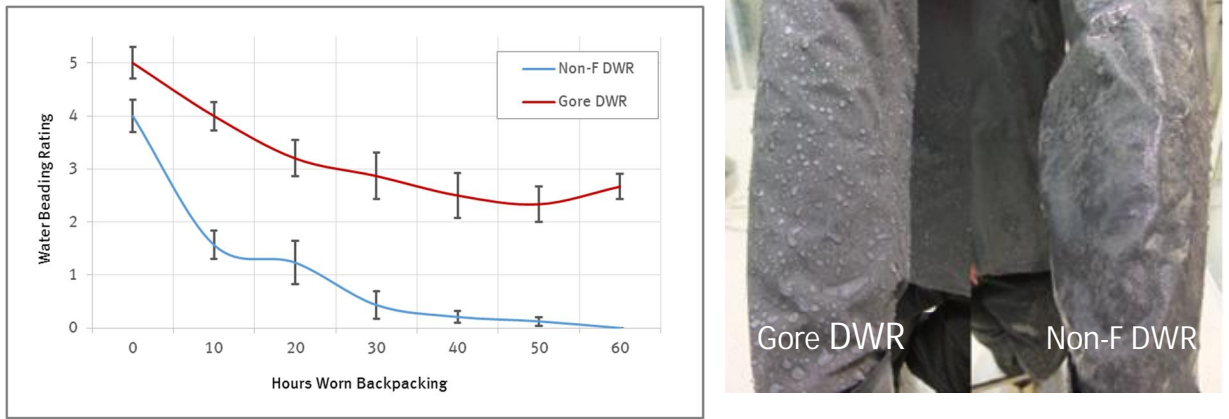 Water Beading Rating
5
4
3
2
1
0
Non-F DWR
Gore DWR
0 10 20 30 40 50 60
Hours Worn Backpacking
Gore DWR
Non-F DWR